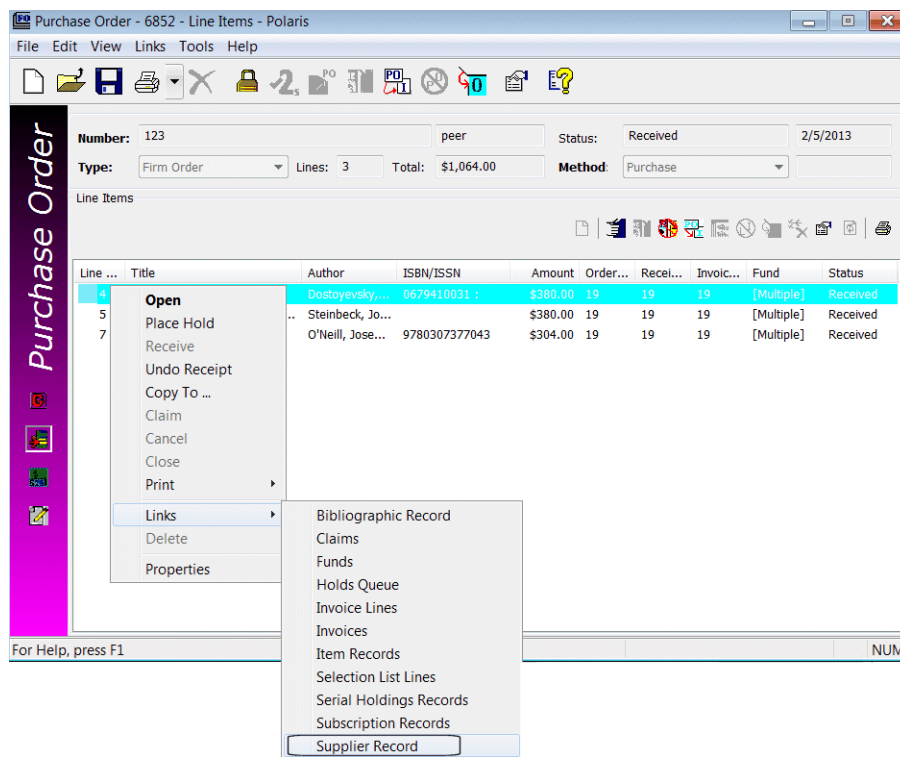 Purchase Order - 6852 - Line Items - Polaris
File Edit View Links Tools Help
Purchase Order
Number: 123 peer Status: Received 2/5/2013
Type: Firm Order Lines: 3 Total: $1,064.00 Method: Purchase
Line Items
Line ... Title Author ISBN/ISSN Amount Order... Recei... Invoic... Fund Status
4 Dostoyevsky,... 0679410031 : $380.00 19 19 19 [Multiple] Received
5 .. Steinbeck, Jo... $380.00 19 19 19 [Multiple] Received
7 O'Neill, Jose... 9780307377043 $304.00 19 19 19 [Multiple] Received
Open
Place Hold
Receive
Undo Receipt
Copy To ...
Claim
Cancel
Close
Print
Links
Delete
Properties
Bibliographic Record
Claims
Funds
Holds Queue
Invoice Lines
Invoices
Item Records
Selection List Lines
Serial Holdings Records
Subscription Records
Supplier Record
For Help, press F1 NUM